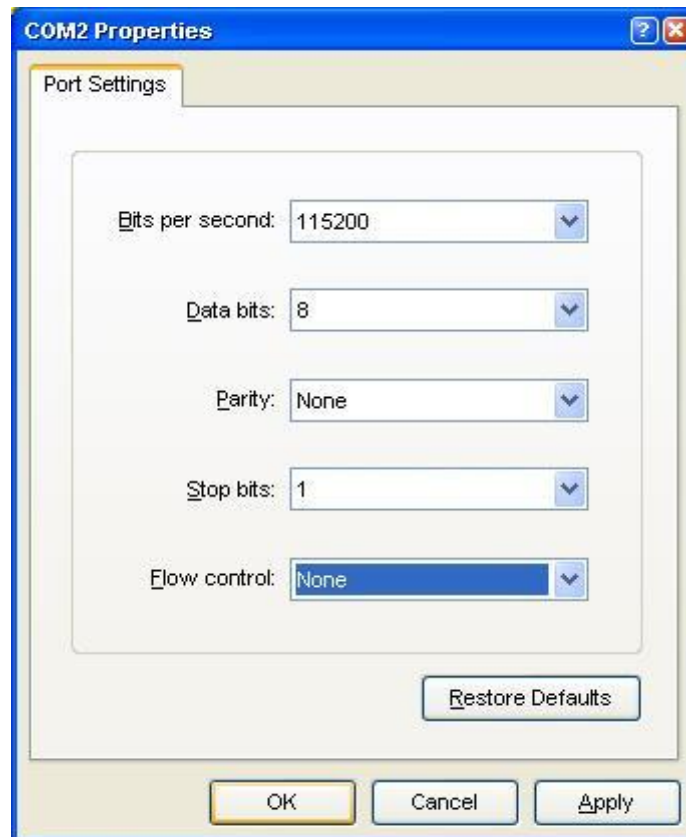 COM2 Properties
Port Settings
Bits per second: 115200
Data bits: 8
Parity: None
Stop bits: 1
Flow control: None
Restore Defaults
OK Cancel Apply